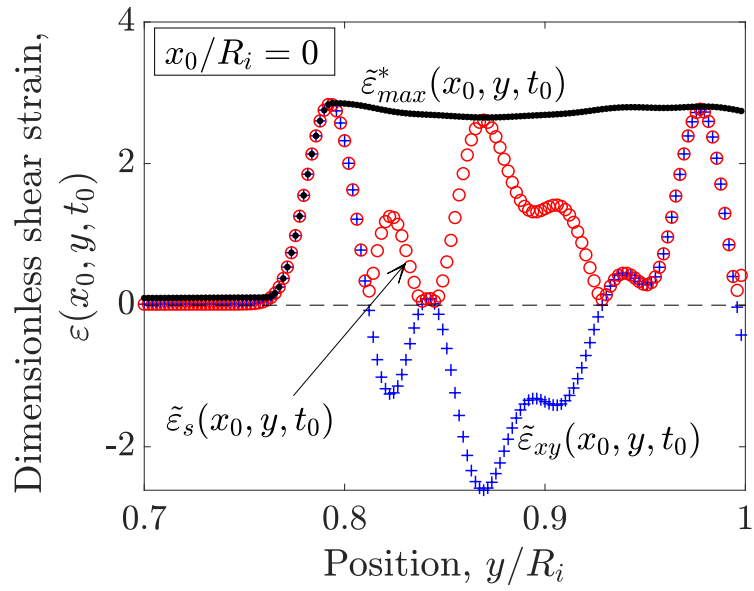 Dimensionless shear strain,
ε(x₀, y, t₀)
4
2
0
-2
x₀/Rᵢ = 0
ε̃*ₘₐₓ(x₀, y, t₀)
ε̃ₛ(x₀, y, t₀)
ε̃_{xy}(x₀, y, t₀)
0.7 0.8 0.9 1
Position, y/Rᵢ